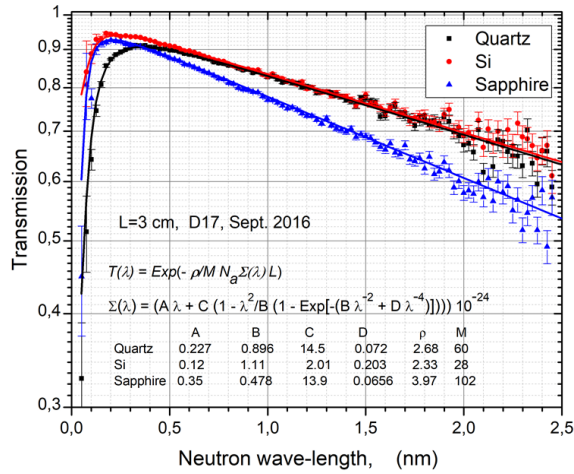 1
0.9
0.8
0.7
0.6
0.5
0.4
0.3
Transmission
Quartz
Si
Sapphire
L=3 cm, D17, Sept. 2016
T(λ) = Exp(- ρ/M NaΣ(λ) L)
Σ(λ) = (A λ + C (1 - λ²/B (1 - Exp[-(B λ⁻² + D λ⁻⁴)]))) 10⁻²⁴
A B C D ρ M
Quartz 0.227 0.896 14.5 0.072 2.68 60
Si 0.12 1.11 2.01 0.203 2.33 28
Sapphire 0.35 0.478 13.9 0.0656 3.97 102
0,0 0,5 1,0 1,5 2,0 2,5
Neutron wave-length, (nm)